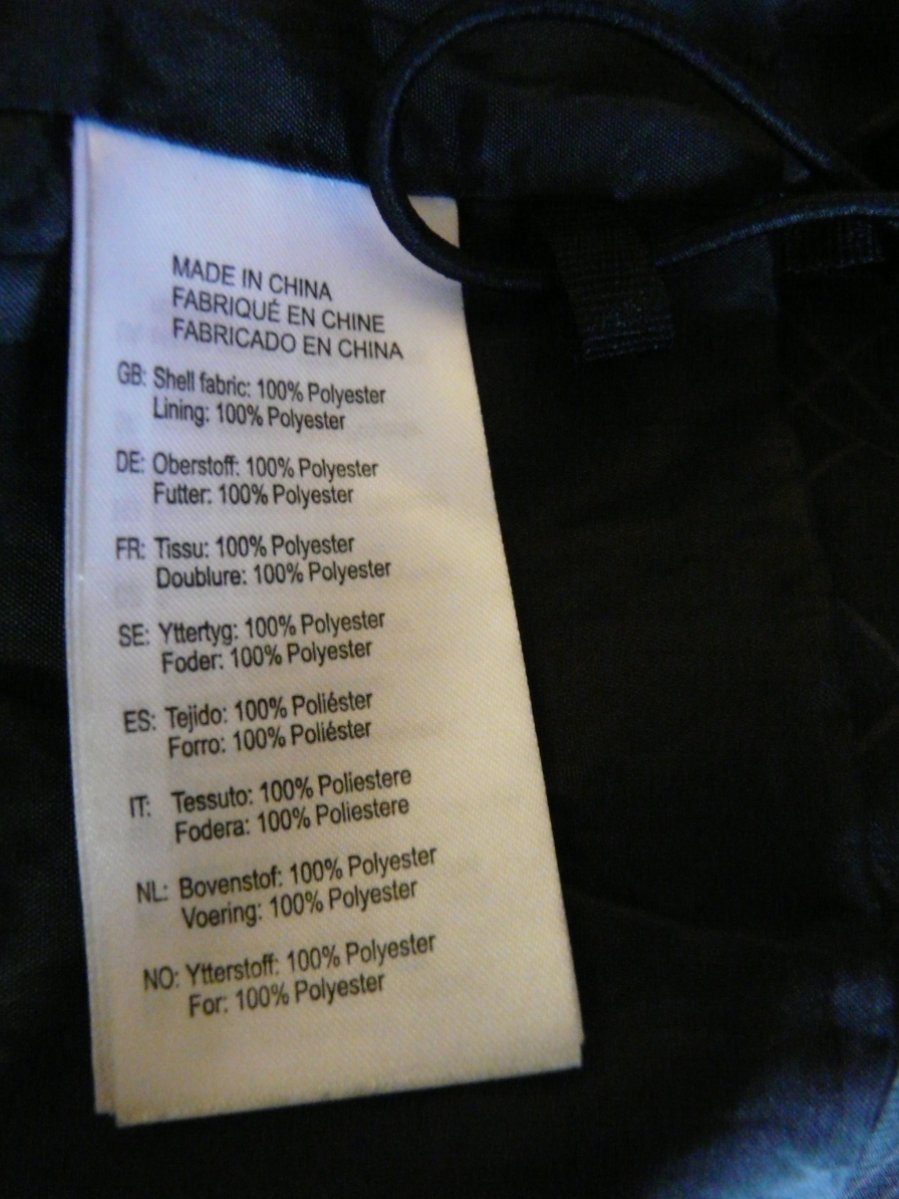 MADE IN CHINA
FABRIQUÉ EN CHINE
FABRICADO EN CHINA
GB: Shell fabric: 100% Polyester
Lining: 100% Polyester
DE: Oberstoff: 100% Polyester
Futter: 100% Polyester
FR: Tissu: 100% Polyester
Doublure: 100% Polyester
SE: Yttertyg: 100% Polyester
Foder: 100% Polyester
ES: Tejido: 100% Poliéster
Forro: 100% Poliéster
IT: Tessuto: 100% Poliestere
Fodera: 100% Poliestere
NL: Bovenstof: 100% Polyester
Voering: 100% Polyester
NO: Ytterstoff: 100% Polyester
For: 100% Polyester